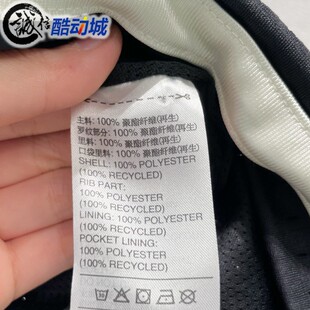 誠信
酷动城
主料: 100% 聚酯纤维(再生)
罗纹部分: 100% 聚酯纤维(再生)
里料: 100% 聚酯纤维(再生)
口袋里料: 100% 聚酯纤维(再生)
SHELL: 100% POLYESTER
(100% RECYCLED)
RIB PART:
100% POLYESTER
(100% RECYCLED)
LINING: 100% POLYESTER
(100% RECYCLED)
POCKET LINING:
100% POLYESTER
(100% RECYCLED)